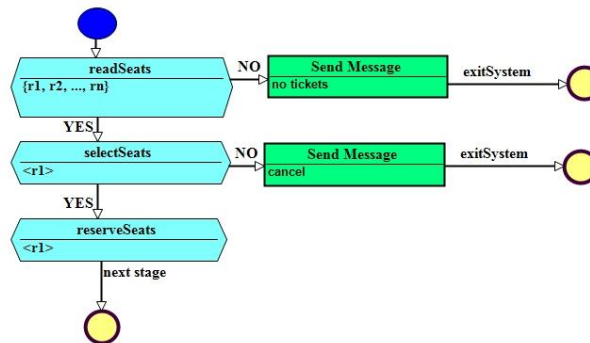 readSeats
{r1, r2, ..., rn}
NO
Send Message
no tickets
exitSystem
YES
selectSeats
<r1>
NO
Send Message
cancel
exitSystem
YES
reserveSeats
<r1>
next stage